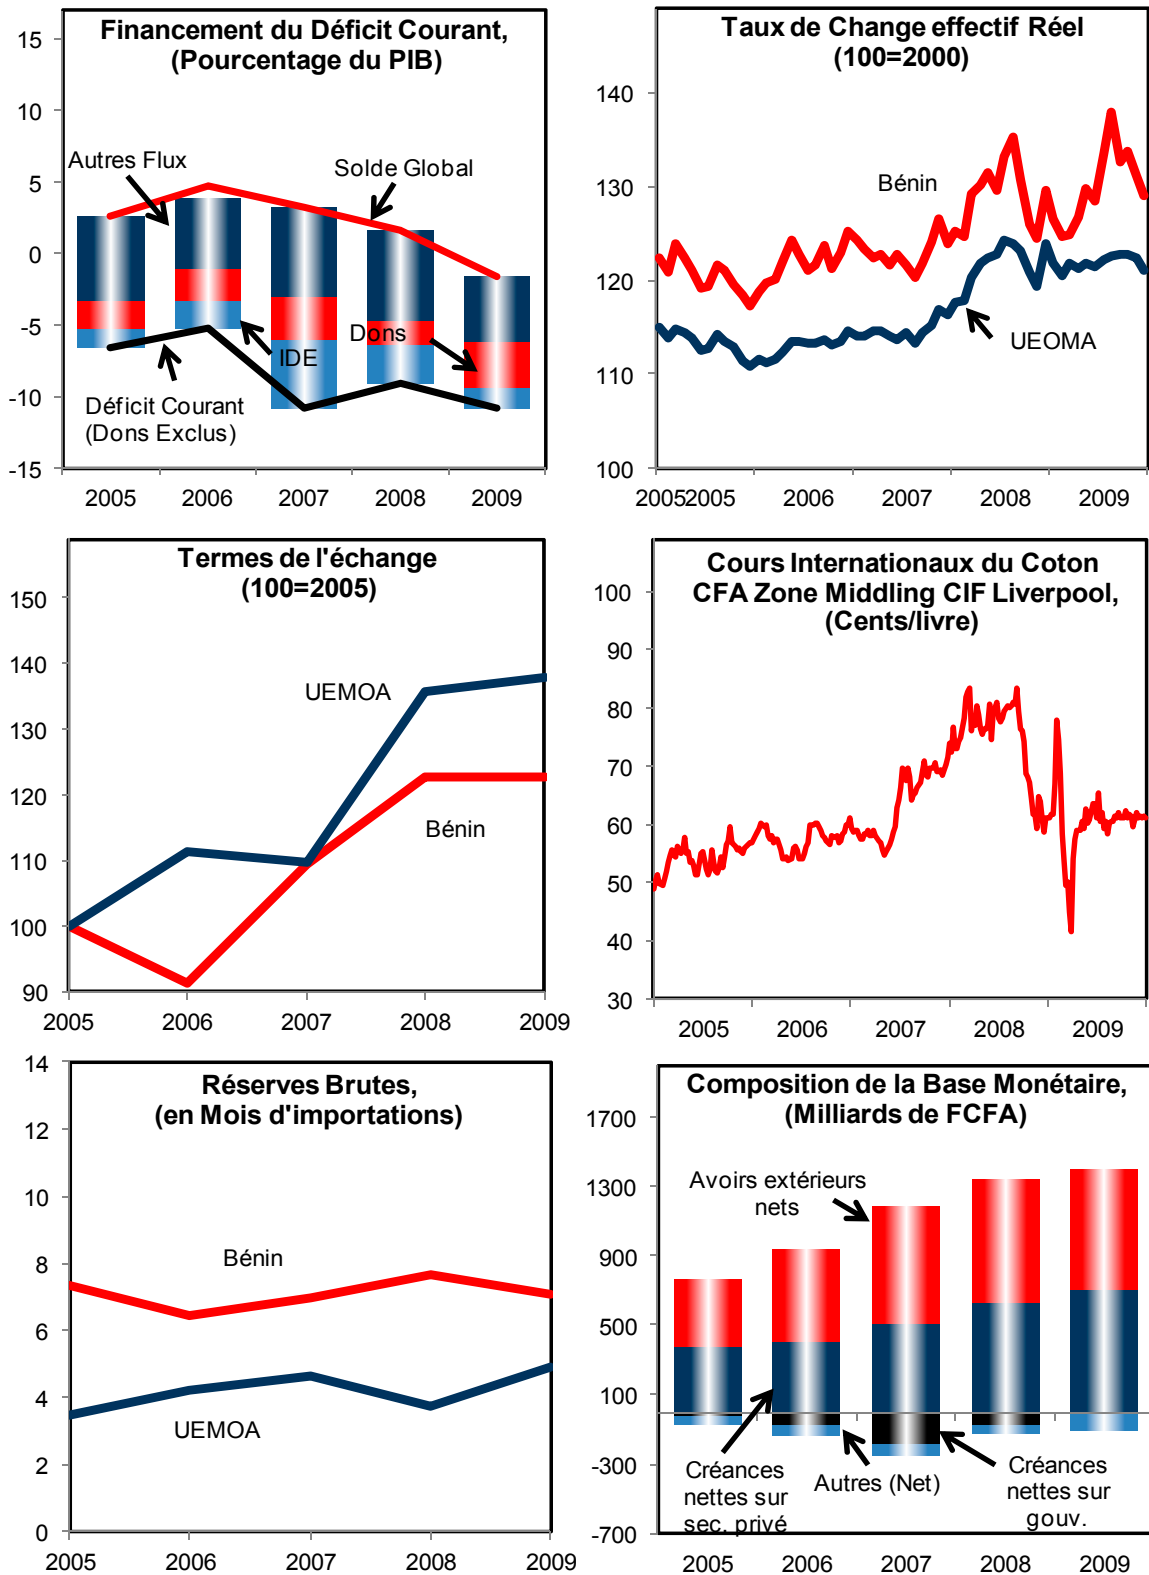 Financement du Déficit Courant,
(Pourcentage du PIB)
15
10
5
0
-5
-10
-15
Autres Flux
Solde Global
Dons
IDE
Déficit Courant
(Dons Exclus)
2005 2006 2007 2008 2009
Taux de Change effectif Réel
(100=2000)
140
130
120
110
100
Bénin
UEOMA
2005 2005 2006 2007 2008 2009
Termes de l'échange
(100=2005)
150
140
130
120
110
100
90
UEMOA
Bénin
2005 2006 2007 2008 2009
Cours Internationaux du Coton
CFA Zone Middling CIF Liverpool,
(Cents/livre)
100
90
80
70
60
50
40
30
2005 2006 2007 2008 2009
Réserves Brutes,
(en Mois d'importations)
14
12
10
8
6
4
2
0
Bénin
UEMOA
2005 2006 2007 2008 2009
Composition de la Base Monétaire,
(Milliards de FCFA)
1700
1300
900
500
100
-300
-700
Avoirs extérieurs
nets
Créances
nettes sur
sec. privé
Autres (Net)
Créances
nettes sur
gouv.
2005 2006 2007 2008 2009